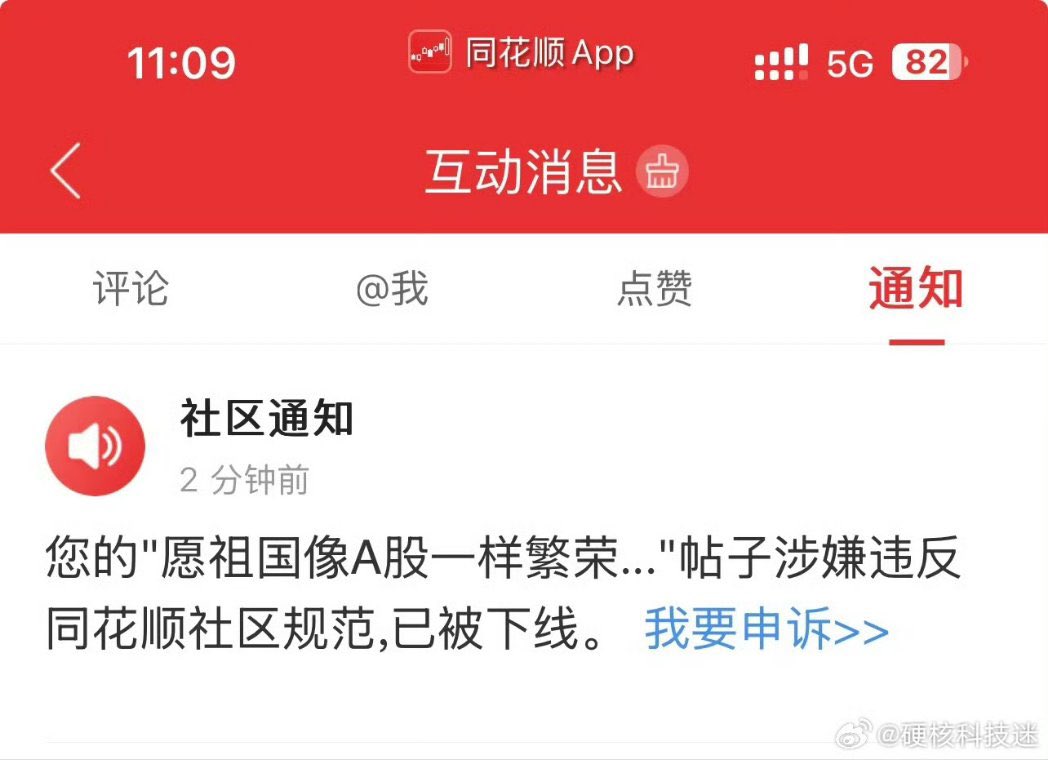 11:09
同花顺App
5G
82
互动消息
评论
@我
点赞
通知
社区通知
2 分钟前
您的"愿祖国像A股一样繁荣..."帖子涉嫌违反
同花顺社区规范,已被下线。 我要申诉>>
@硬核科技迷